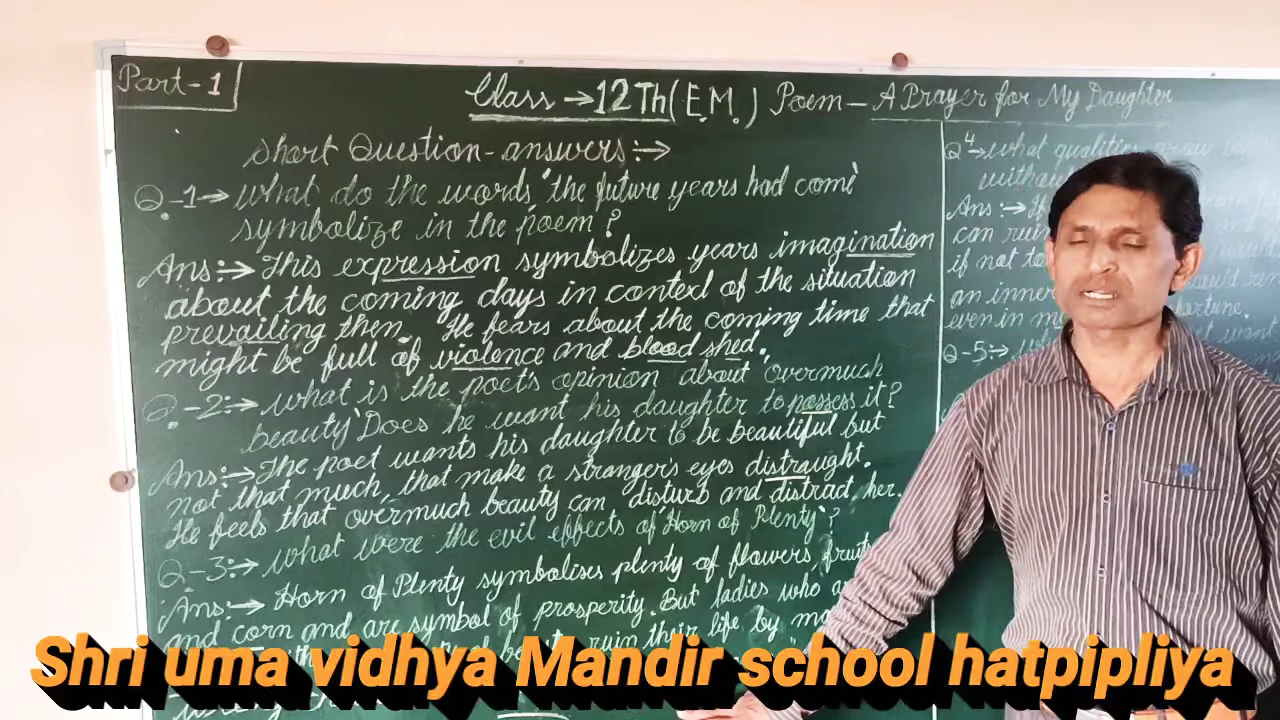 Part-1
Class → 12 Th (E.M.) Poem - A Prayer for My Daughter
Short Question-answers:→
Q.-1→ what do the words, "the future years had come'
symbolize in the poem?
Ans:→ This expression symbolizes years imagination
about the coming days in context of the situation
prevailing then. He fears about the coming time that
might be full of violence and blood shed.
Q.-2:→ what is the poet's opinion about 'overmuch
beauty' Does he want his daughter to possess it?
Ans:→ The poet wants his daughter to be beautiful but
not that much, that make a stranger's eyes distraught.
He feels that overmuch beauty can disturb and distract her.
Q-3:→ what were the evil effects of 'Horn of Plenty'?
Ans:→ Horn of Plenty symbolises plenty of flowers, fruits
and corn and are symbol of prosperity. But ladies who
ruin their life by
Q4→ what qualities
Ans:→
can ruin
if not to
an inner
even in
Q-5:→
Shri uma vidhya Mandir school hatpipliya